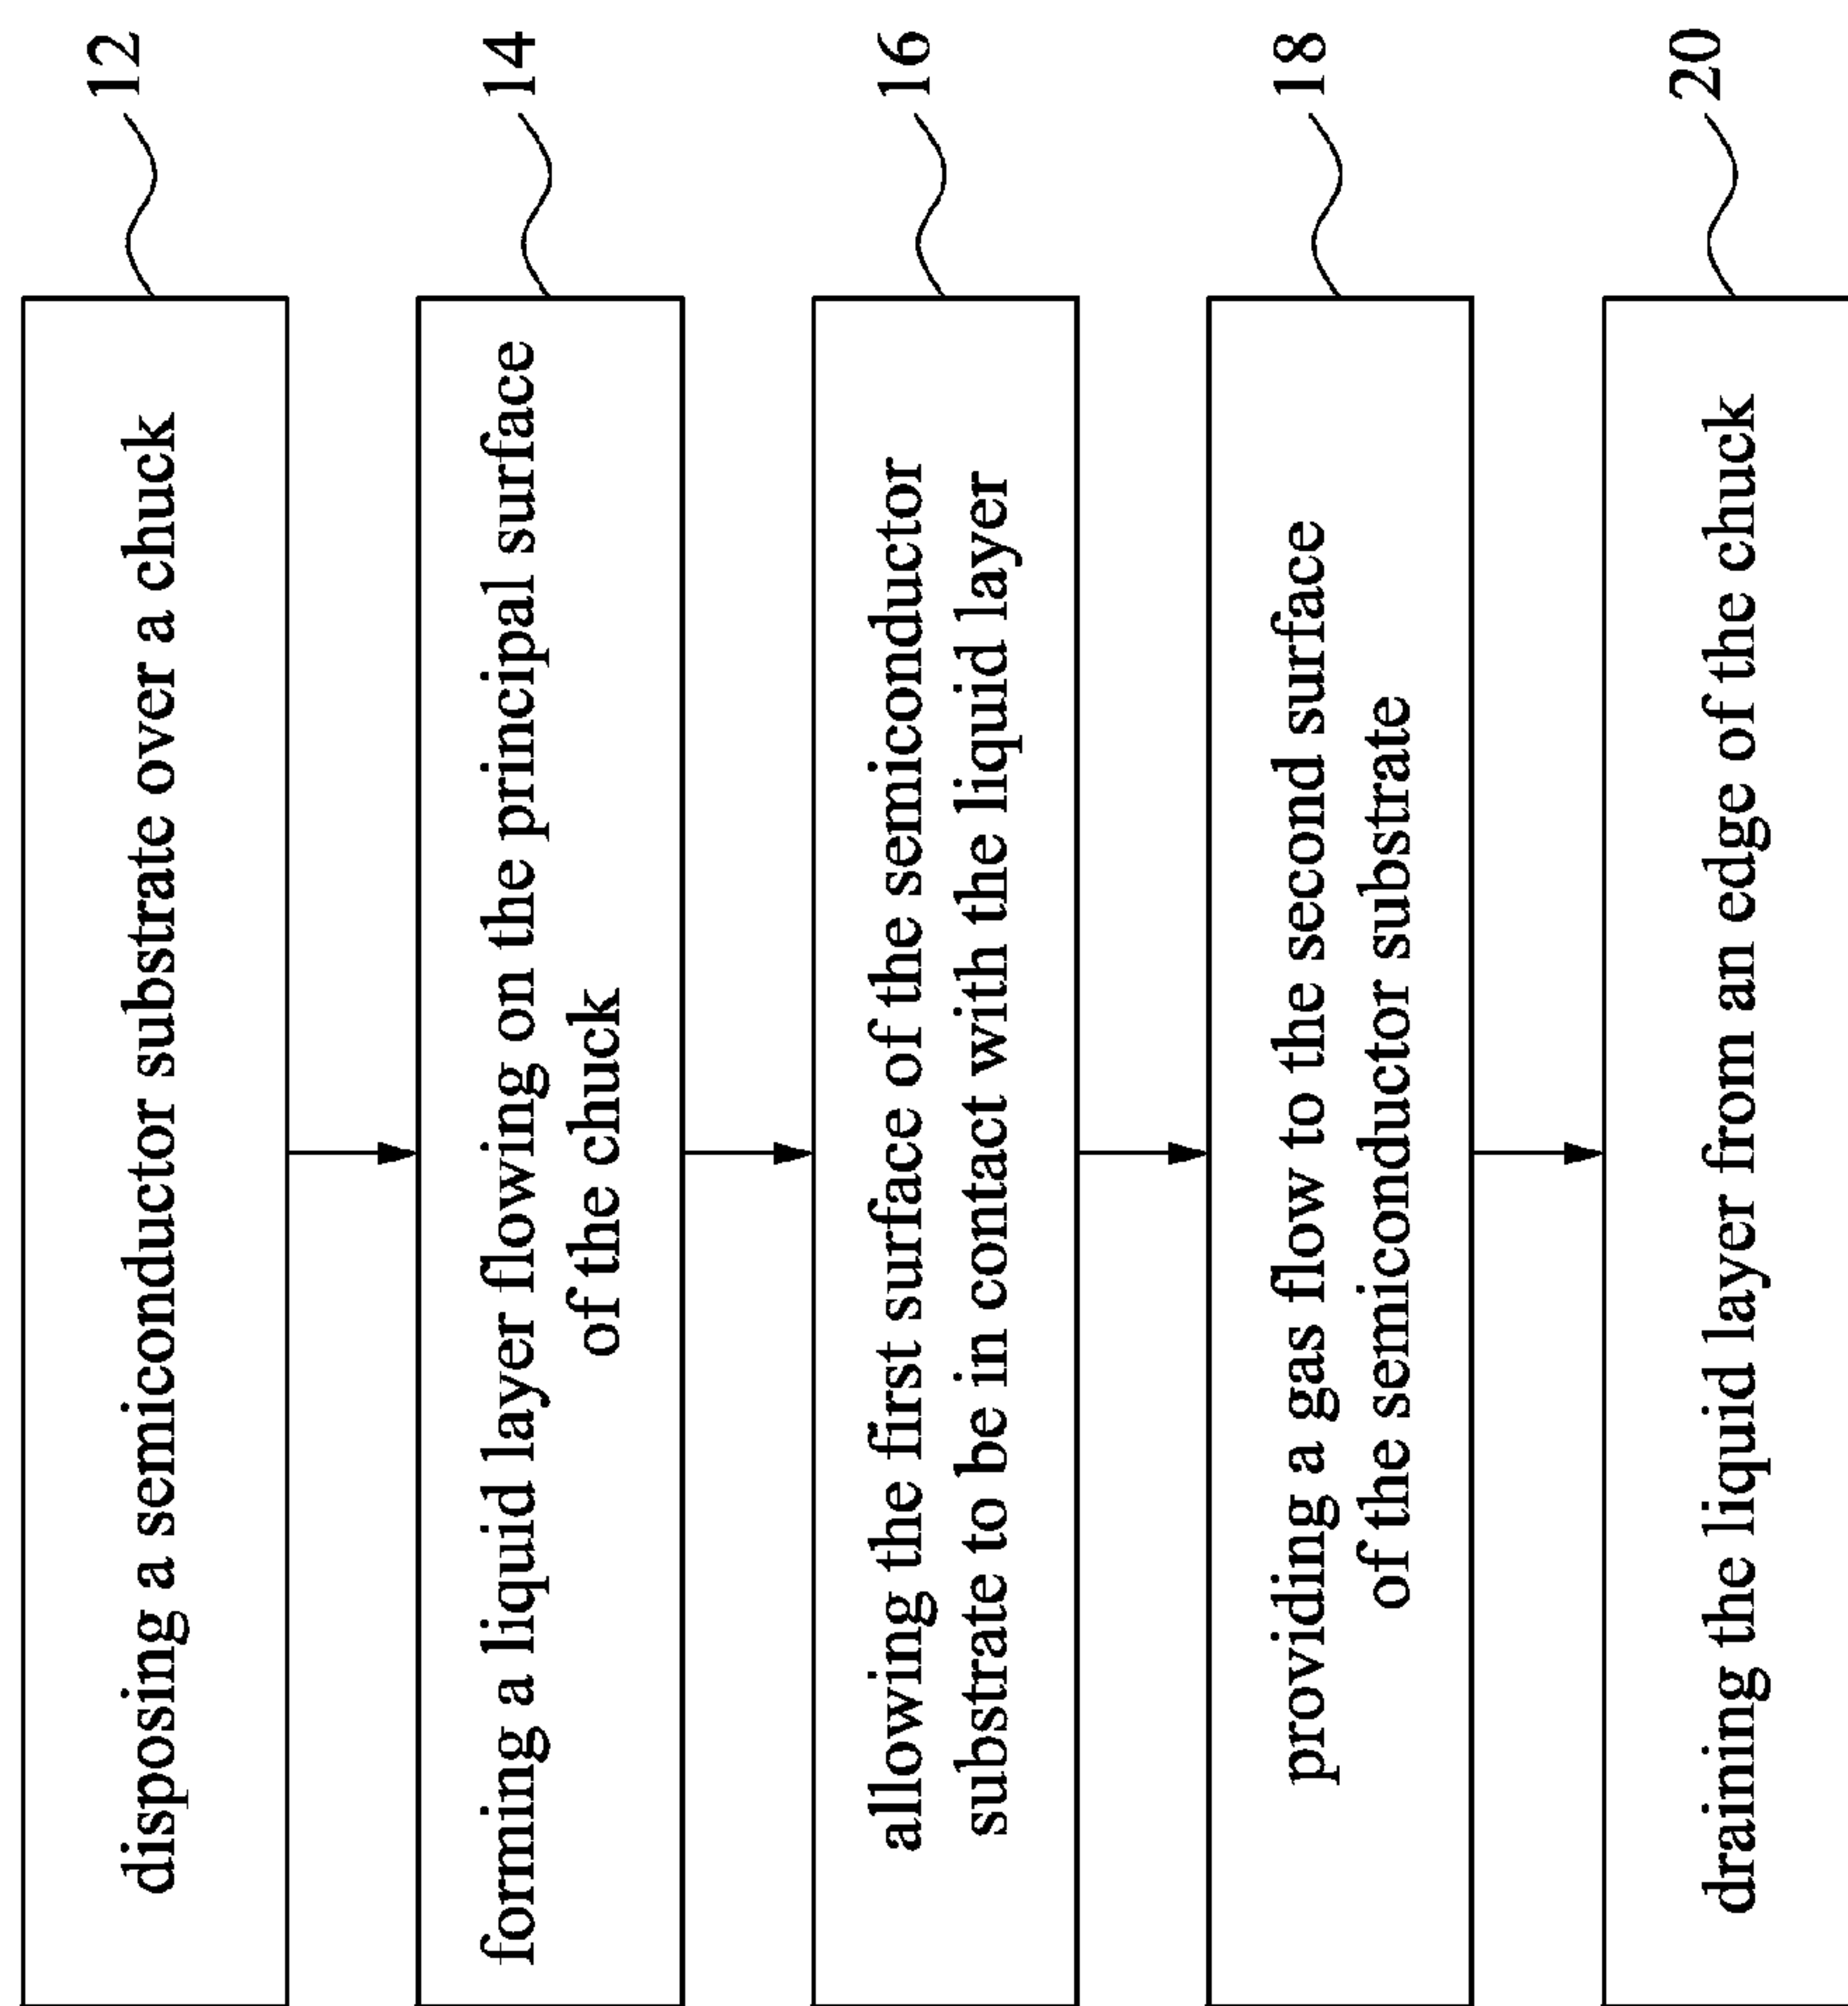 disposing a semiconductor substrate over a chuck
12
forming a liquid layer flowing on the principal surface
of the chuck
14
allowing the first surface of the semiconductor
substrate to be in contact with the liquid layer
16
providing a gas flow to the second surface
of the semiconductor substrate
18
draining the liquid layer from an edge of the chuck
20